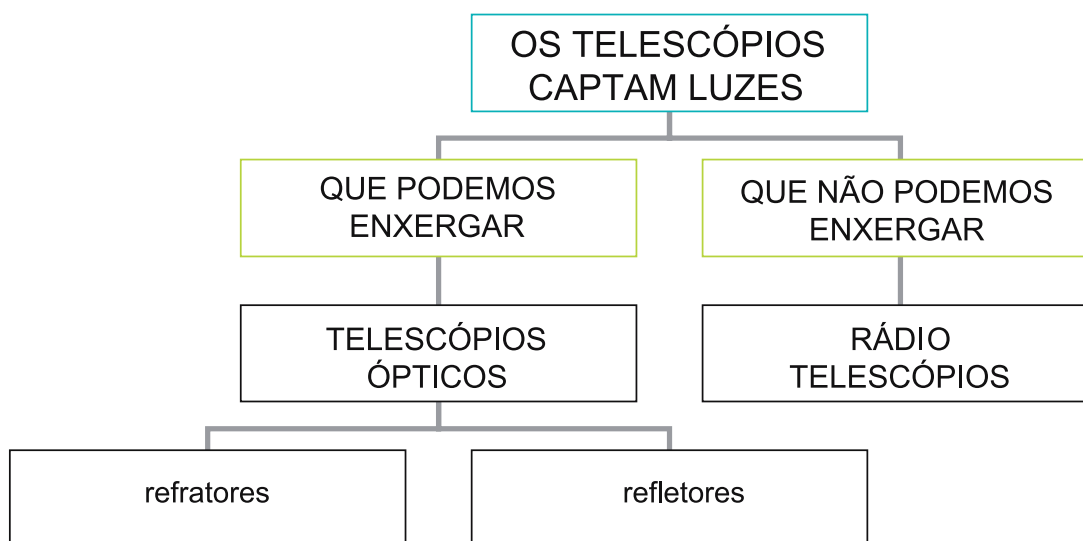 OS TELESCÓPIOS
CAPTAM LUZES
QUE PODEMOS
ENXERGAR
QUE NÃO PODEMOS
ENXERGAR
TELESCÓPIOS
ÓPTICOS
RÁDIO
TELESCÓPIOS
refratores
refletores